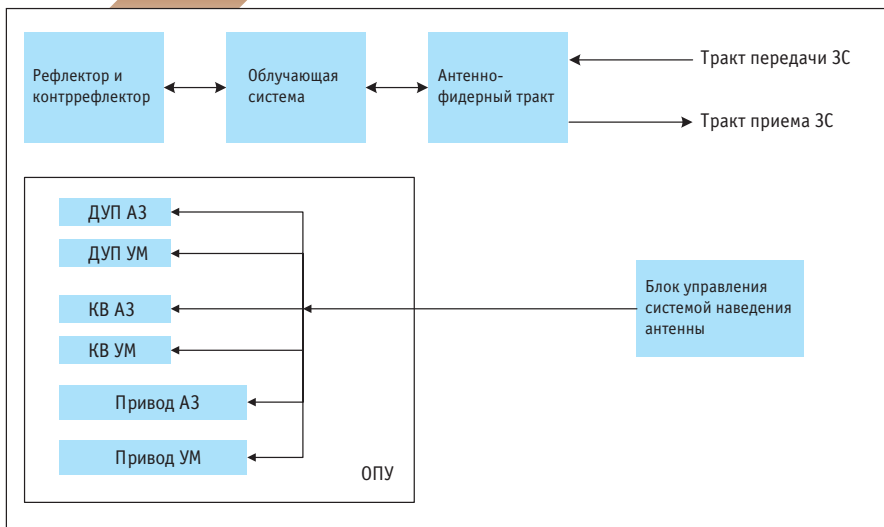 Рефлектор и
контррефлектор
Облучающая
система
Антенно-
фидерный тракт
Тракт передачи ЗС
Тракт приема ЗС
ДУП АЗ
ДУП УМ
КВ АЗ
КВ УМ
Привод АЗ
Привод УМ
ОПУ
Блок управления
системой наведения
антенны